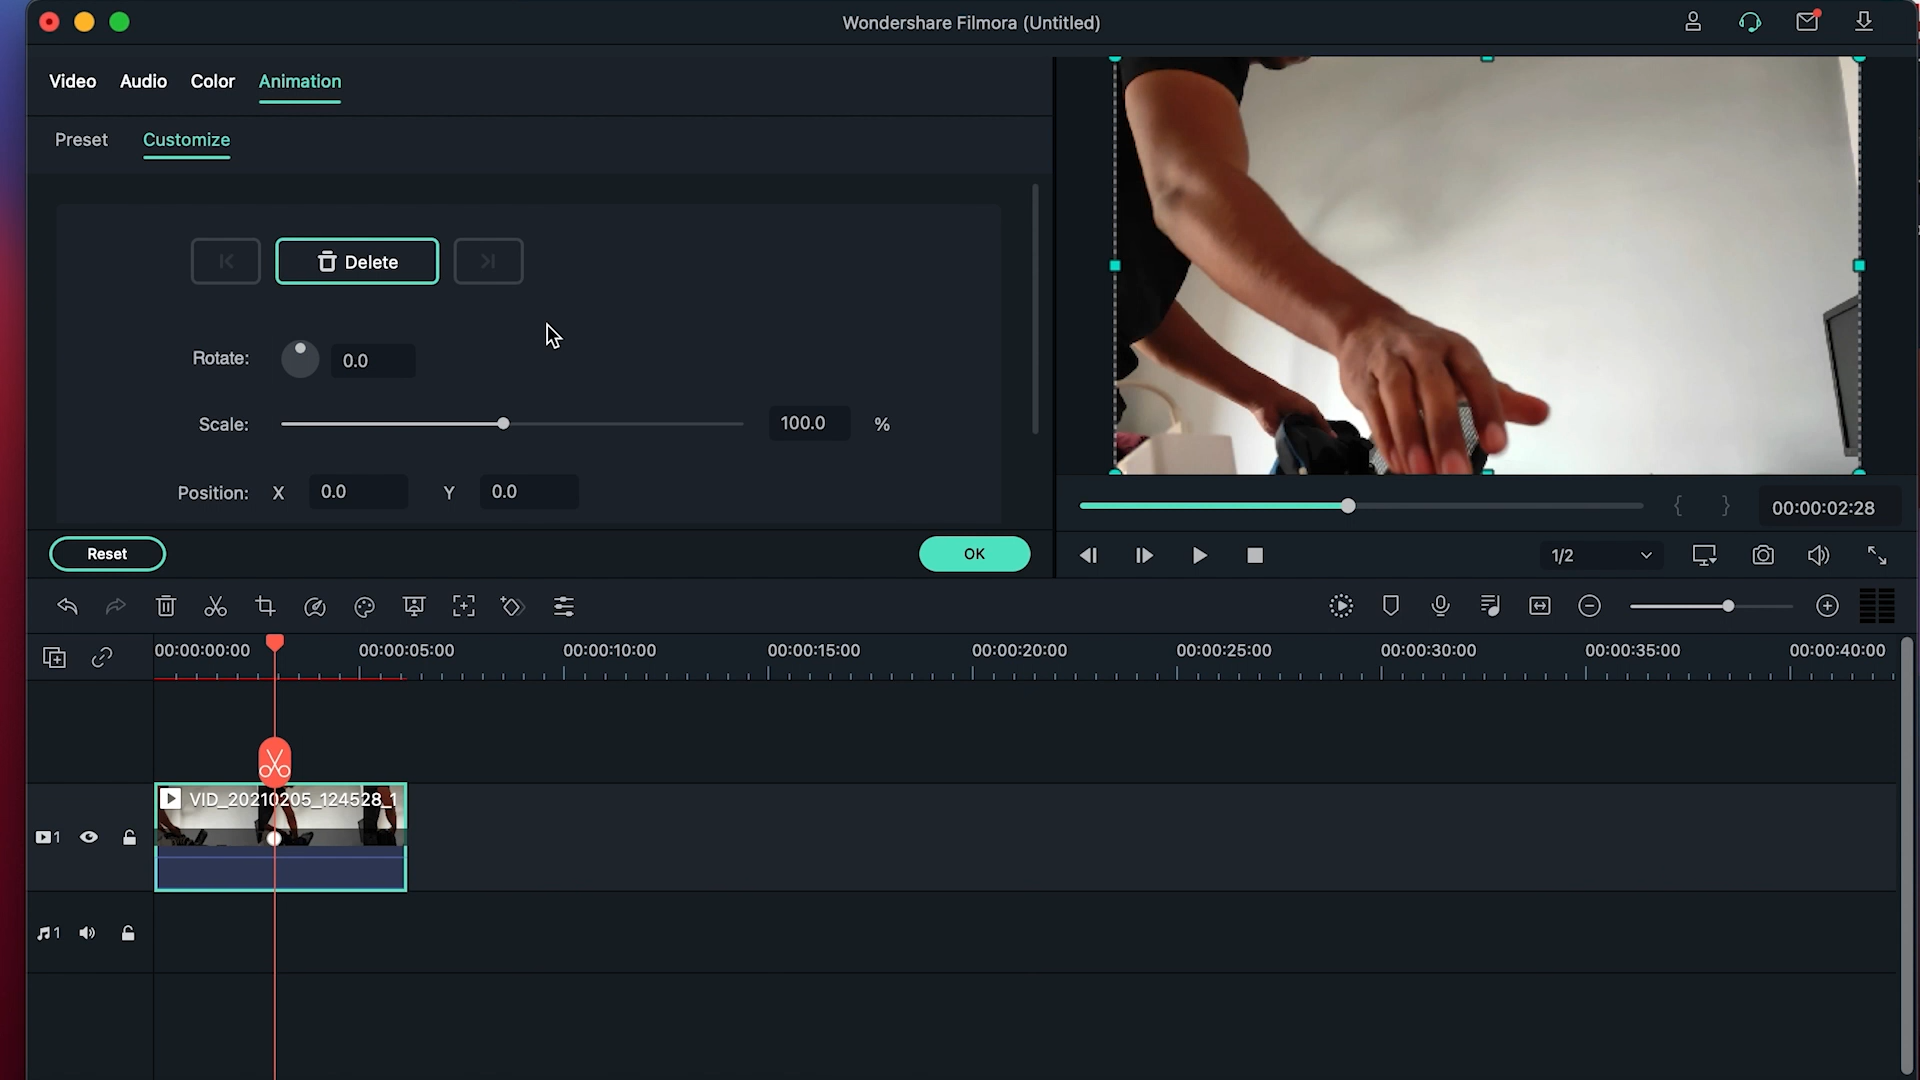 Wondershare Filmora (Untitled)
Video Audio Color Animation
Preset Customize
Delete
Rotate: 0.0
Scale: 100.0 %
Position: X 0.0 Y 0.0
Reset OK
00:00:02:28
1/2
00:00:00:00 00:00:05:00 00:00:10:00 00:00:15:00 00:00:20:00 00:00:25:00 00:00:30:00 00:00:35:00 00:00:40:00
VID_20210205_124528_1
1
1